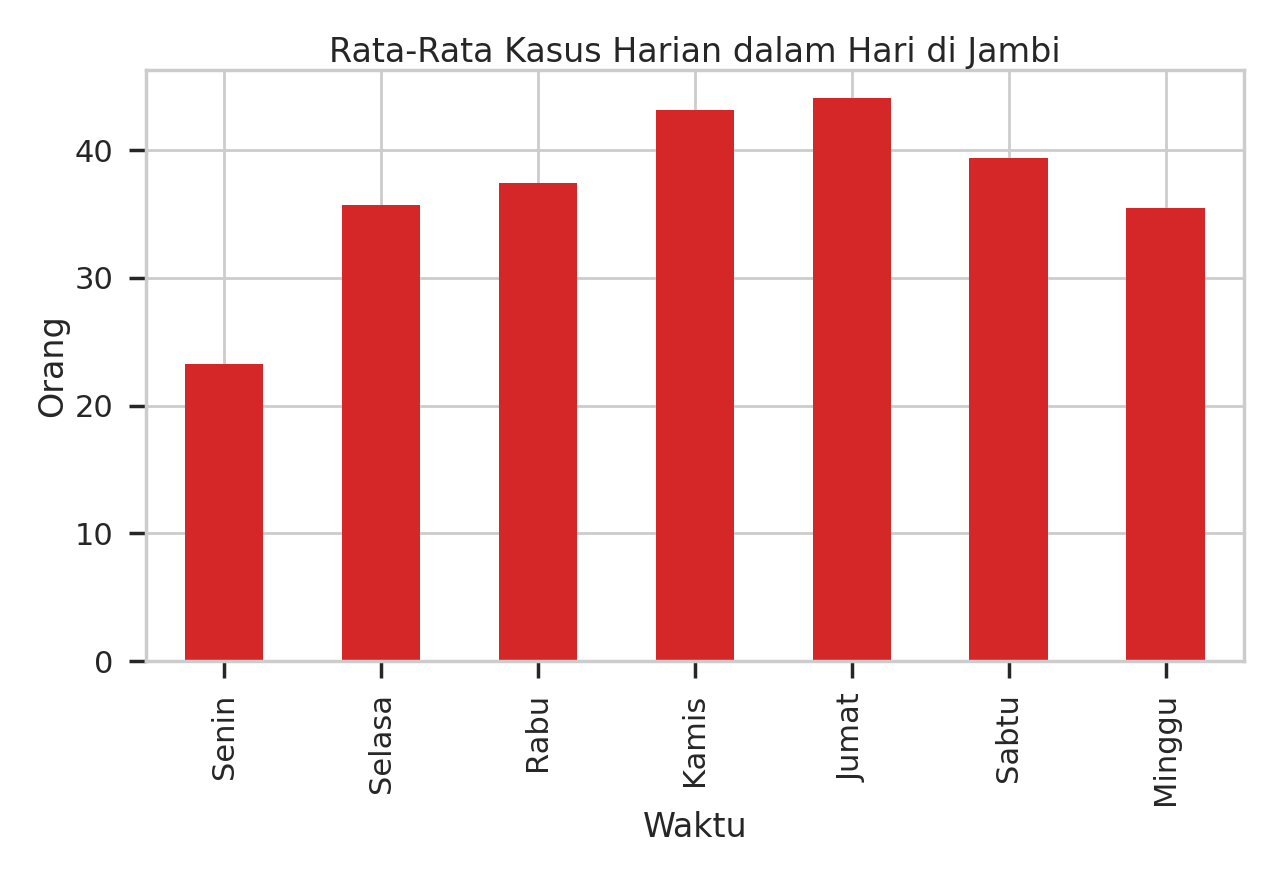 Rata-Rata Kasus Harian dalam Hari di Jambi
Orang
40
30
20
10
0
Senin
Selasa
Rabu
Kamis
Jumat
Sabtu
Minggu
Waktu